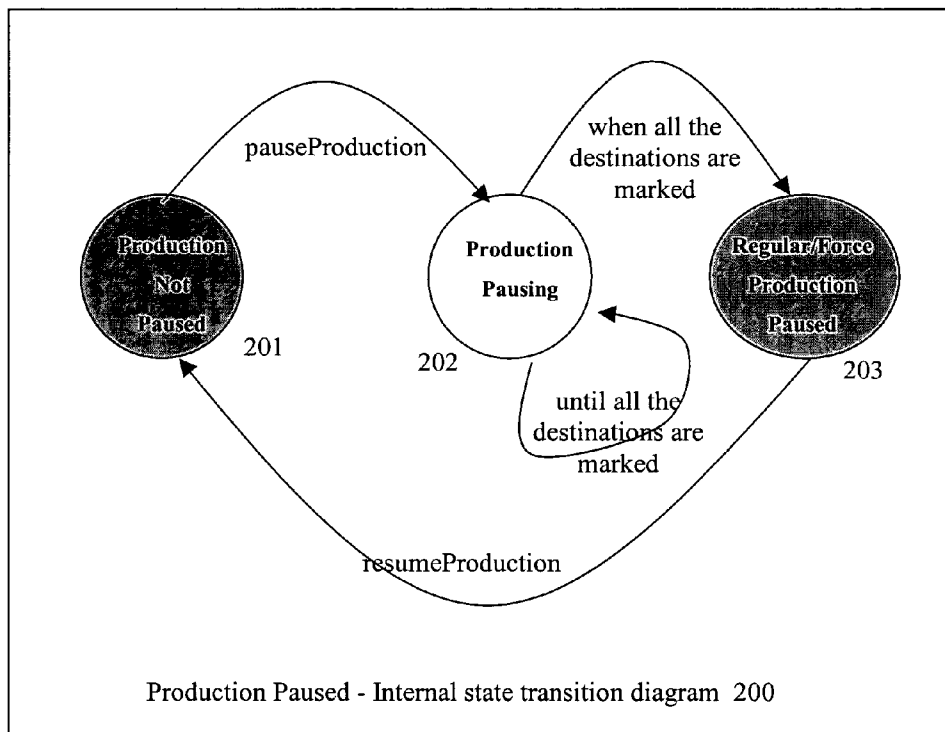 pauseProduction
when all the
destinations are
marked
Production
Not
Paused
201
Production
Pausing
202
Regular/Force
Production
Paused
203
until all the
destinations are
marked
resumeProduction
Production Paused - Internal state transition diagram 200